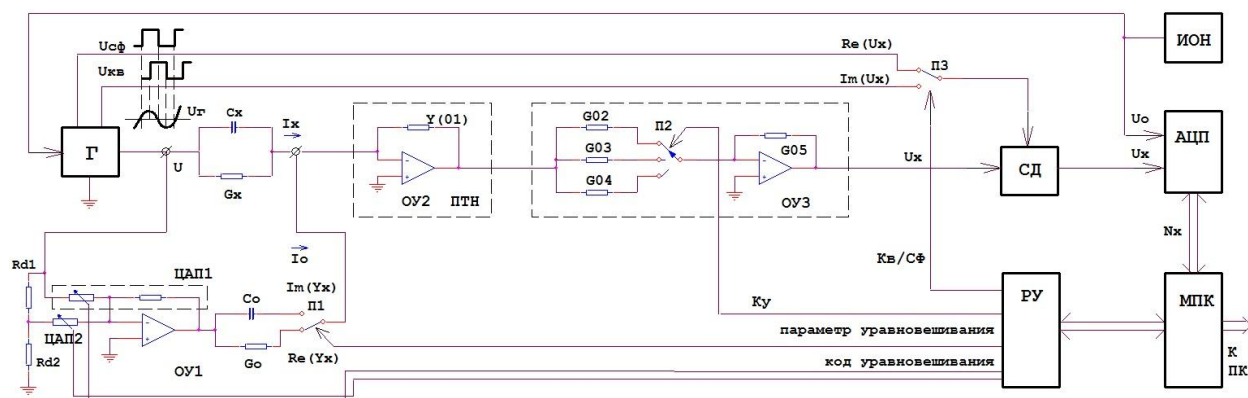 Uсф
Uкв
Uг
Re(Ux)
Im(Ux)
П3
ИОН
Г
U
Cx
Gx
Ix
Y(01)
ОУ2
ПТН
G02
G03
G04
П2
G05
ОУ3
Ux
СД
Uo
Ux
АЦП
Nx
Rd1
Rd2
ЦАП1
ЦАП2
ОУ1
Co
Go
Io
Im(Yx)
П1
Re(Yx)
Ку
Кв/Сф
параметр уравновешивания
код уравновешивания
РУ
МПК
К
ПК